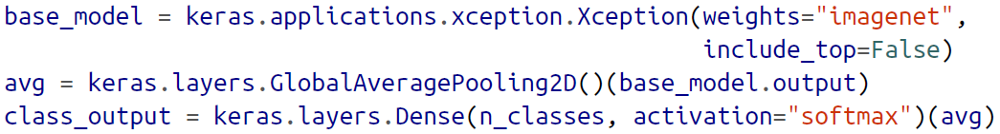 base_model = keras.applications.xception.Xception(weights="imagenet",
                                                  include_top=False)
avg = keras.layers.GlobalAveragePooling2D()(base_model.output)
class_output = keras.layers.Dense(n_classes, activation="softmax")(avg)